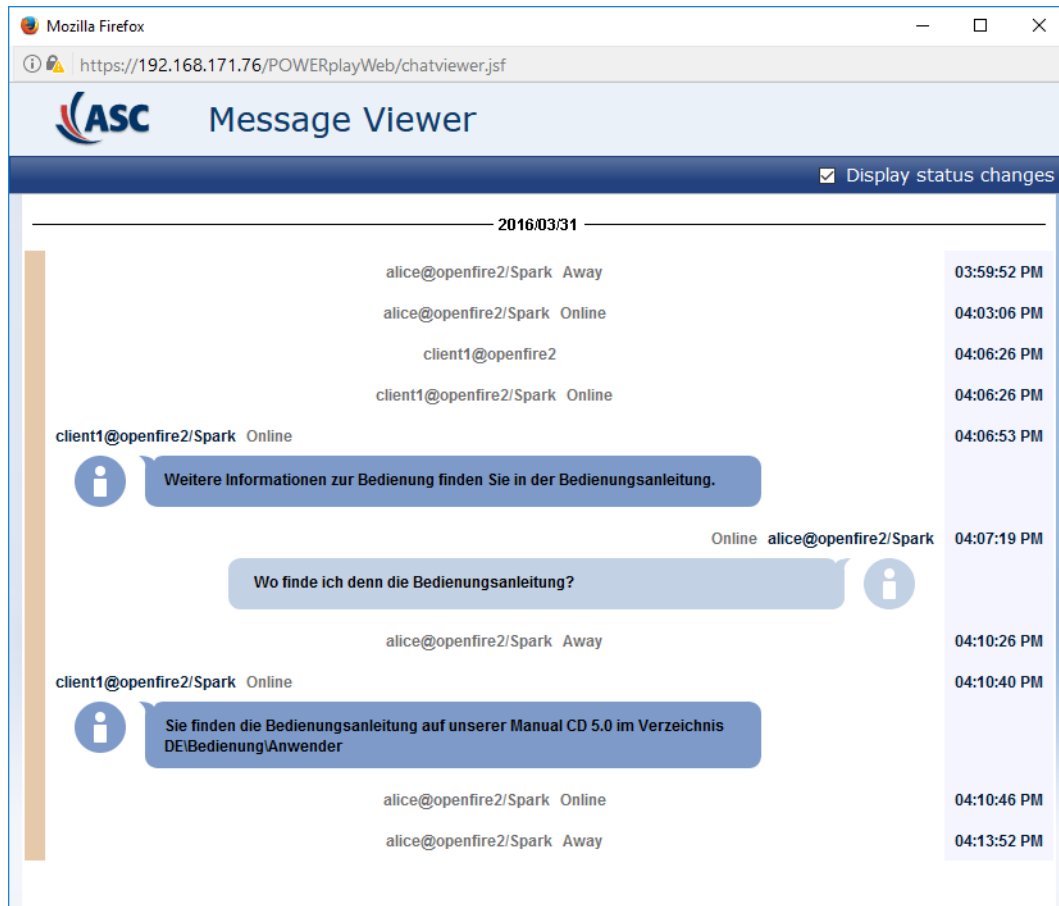 Mozilla Firefox
https://192.168.171.76/POWERplayWeb/chatviewer.jsf
ASC Message Viewer
Display status changes
2016/03/31
alice@openfire2/Spark Away 03:59:52 PM
alice@openfire2/Spark Online 04:03:06 PM
client1@openfire2 04:06:26 PM
client1@openfire2/Spark Online 04:06:26 PM
client1@openfire2/Spark Online 04:06:53 PM
Weitere Informationen zur Bedienung finden Sie in der Bedienungsanleitung.
Online alice@openfire2/Spark 04:07:19 PM
Wo finde ich denn die Bedienungsanleitung?
alice@openfire2/Spark Away 04:10:26 PM
client1@openfire2/Spark Online 04:10:40 PM
Sie finden die Bedienungsanleitung auf unserer Manual CD 5.0 im Verzeichnis
DE\Bedienung\Anwender
alice@openfire2/Spark Online 04:10:46 PM
alice@openfire2/Spark Away 04:13:52 PM